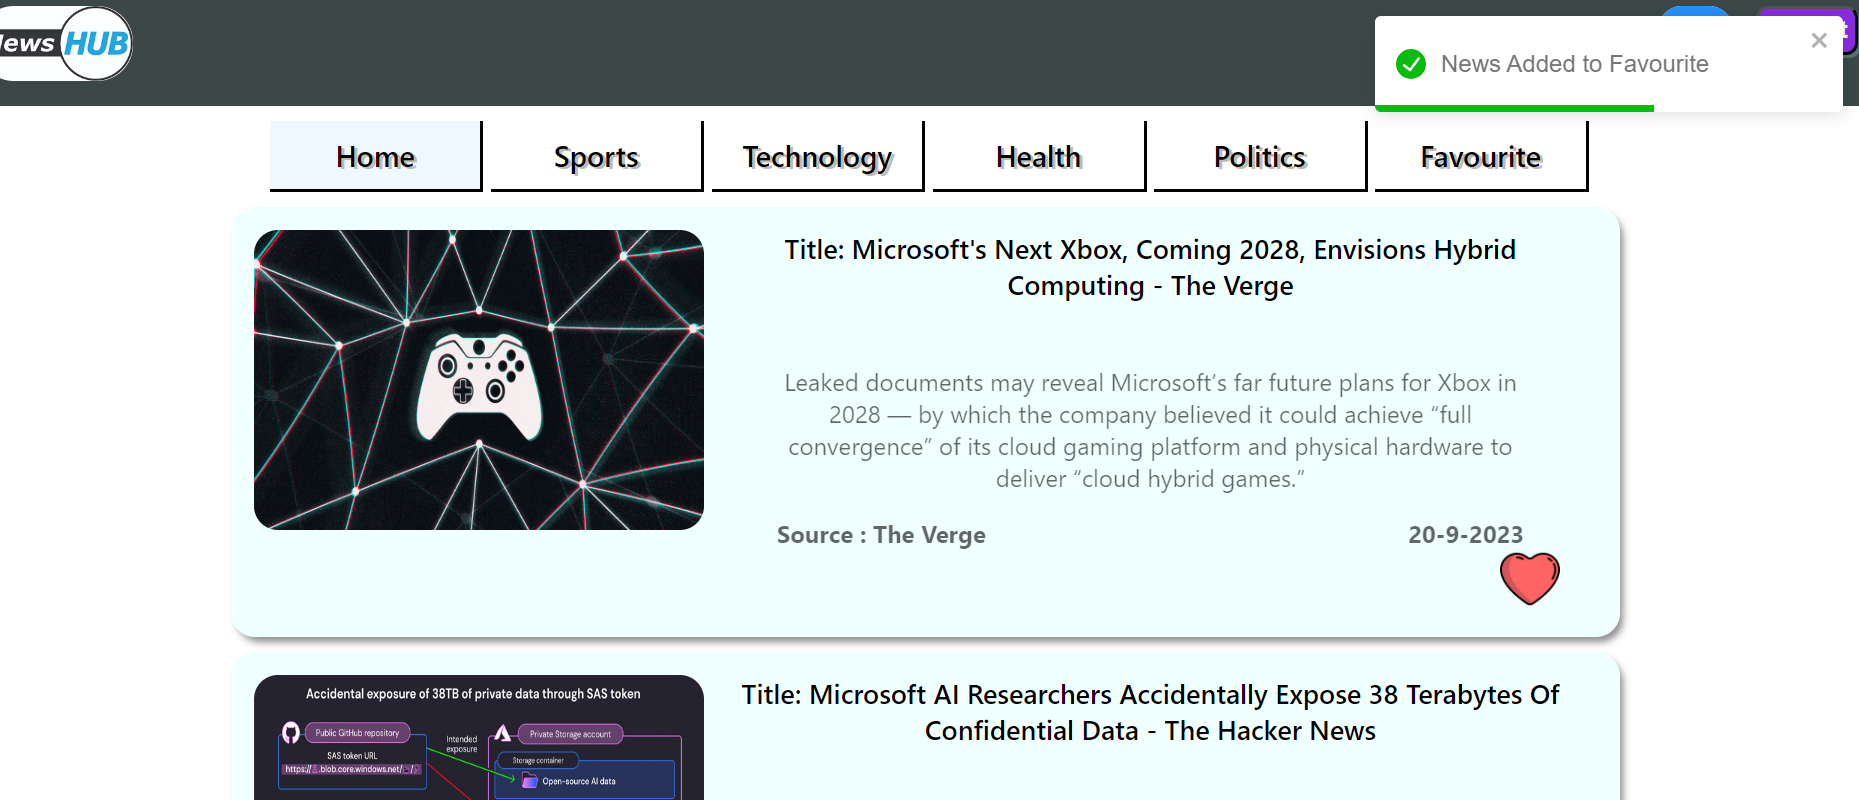 News HUB
News Added to Favourite
Home Sports Technology Health Politics Favourite
Title: Microsoft's Next Xbox, Coming 2028, Envisions Hybrid
Computing - The Verge
Leaked documents may reveal Microsoft’s far future plans for Xbox in
2028 — by which the company believed it could achieve “full
convergence” of its cloud gaming platform and physical hardware to
deliver “cloud hybrid games.”
Source : The Verge 20-9-2023
Title: Microsoft AI Researchers Accidentally Expose 38 Terabytes Of
Confidential Data - The Hacker News
Accidental exposure of 38TB of private data through SAS token
Public GitHub repository
SAS token URL
https:// .blob.core.windows.net/ /
Intended
exposure
Private Storage account
Storage container
Open-source AI data